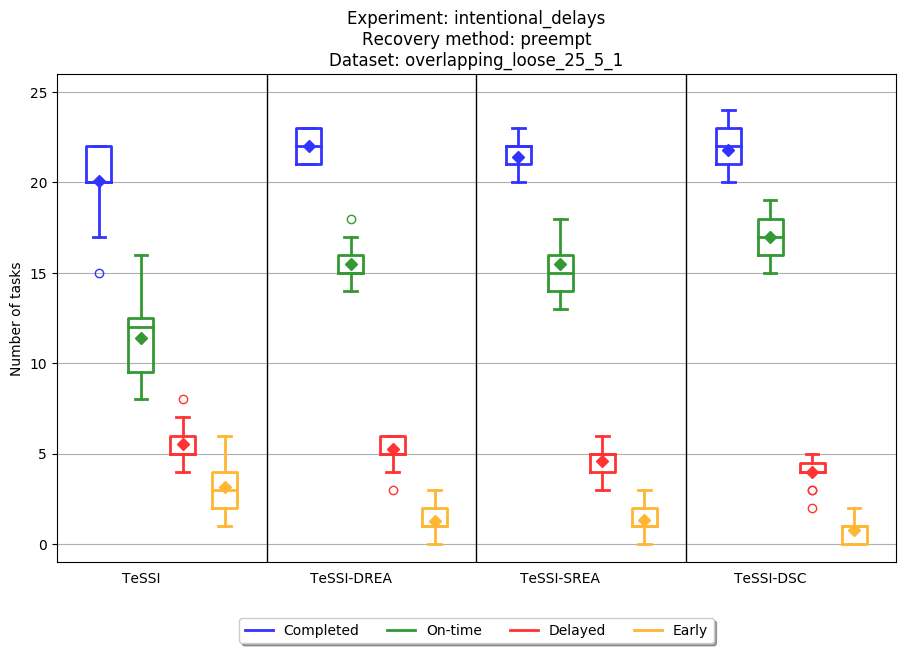 Experiment: intentional_delays
Recovery method: preempt
Dataset: overlapping_loose_25_5_1
25
20
15
10
5
0
Number of tasks
TeSSI TeSSI-DREA TeSSI-SREA TeSSI-DSC
Completed On-time Delayed Early